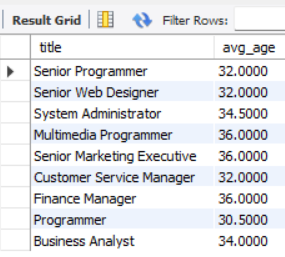 Result Grid Filter Rows:
title avg_age
Senior Programmer 32.0000
Senior Web Designer 32.0000
System Administrator 34.5000
Multimedia Programmer 36.0000
Senior Marketing Executive 36.0000
Customer Service Manager 32.0000
Finance Manager 36.0000
Programmer 30.5000
Business Analyst 34.0000